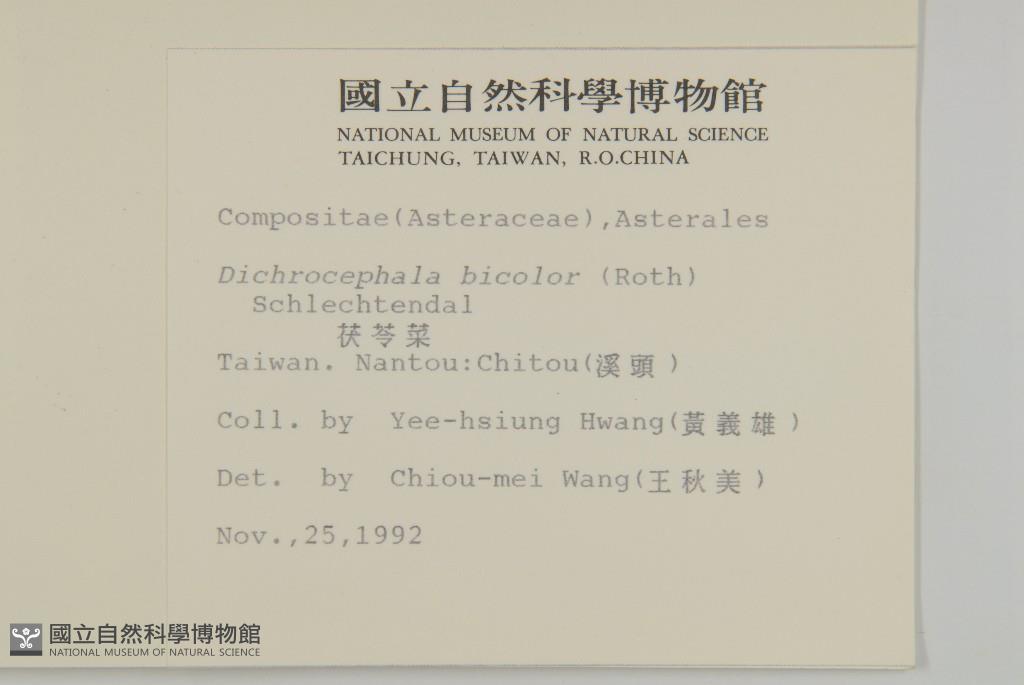 國立自然科學博物館
NATIONAL MUSEUM OF NATURAL SCIENCE
TAICHUNG, TAIWAN, R.O.CHINA
Compositae(Asteraceae),Asterales
Dichrocephala bicolor (Roth)
Schlechtendal
茯苓菜
Taiwan. Nantou:Chitou(溪頭)
Coll. by Yee-hsiung Hwang(黃義雄)
Det. by Chiou-mei Wang(王秋美)
Nov.,25,1992
國立自然科學博物館
NATIONAL MUSEUM OF NATURAL SCIENCE